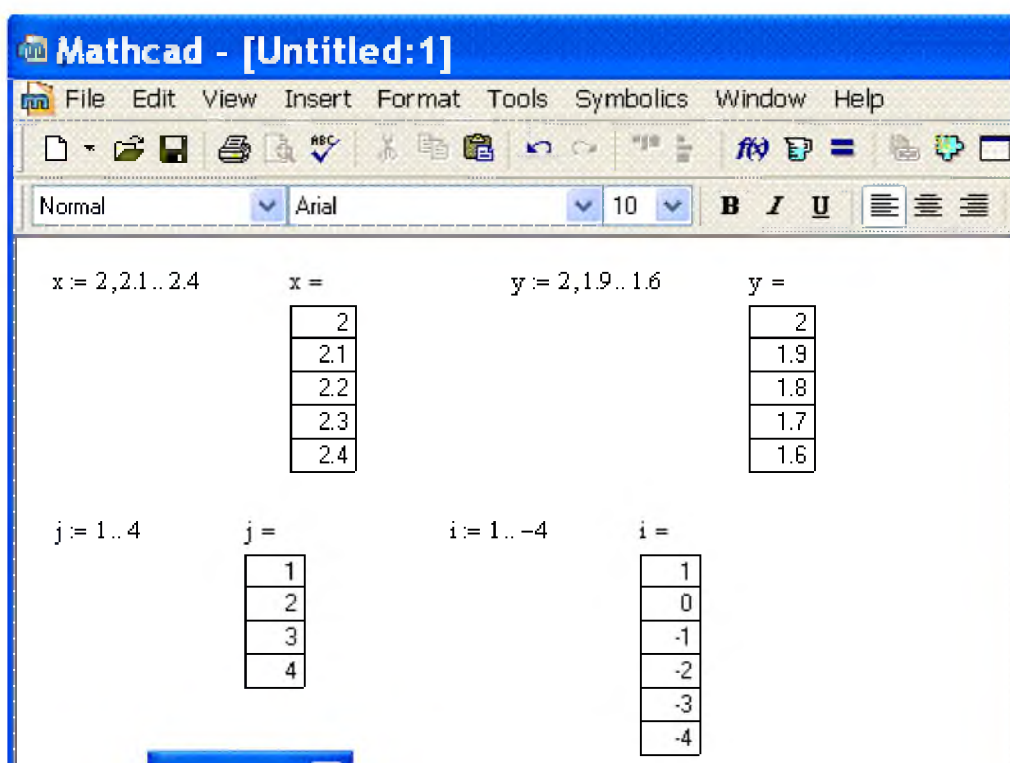 Mathcad - [Untitled:1]
File Edit View Insert Format Tools Symbolics Window Help
ABC f(x)
Normal Arial 10 B I U
x := 2,2.1.. 2.4 x = y := 2,1.9.. 1.6 y =
2 2
2.1 1.9
2.2 1.8
2.3 1.7
2.4 1.6
j := 1.. 4 j = i := 1.. −4 i =
1 1
2 0
3 -1
4 -2
-3
-4